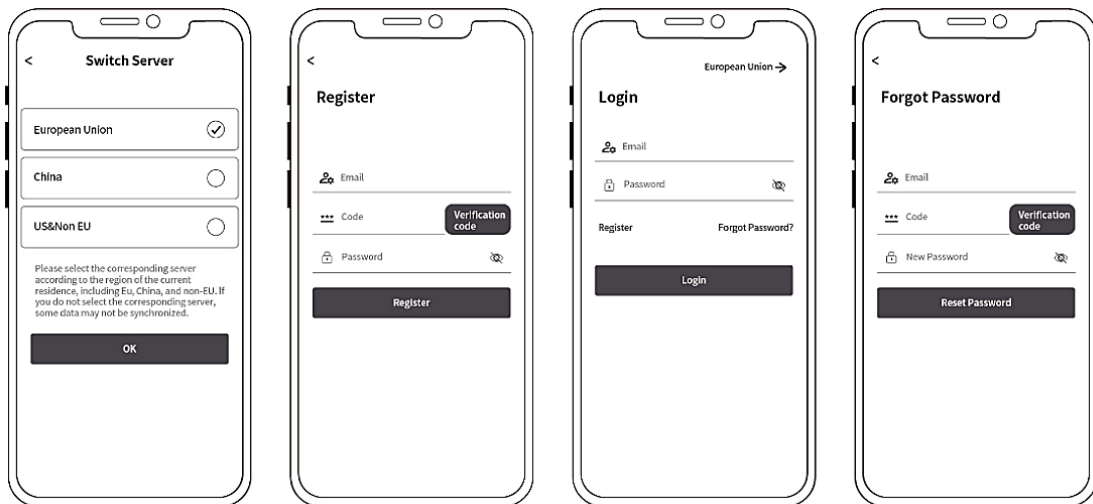 <
Switch Server
European Union
China
US&Non EU
Please select the corresponding server
according to the region of the current
residence, including Eu, China, and non-EU. If
you do not select the corresponding server,
some data may not be synchronized.
OK
<
Register
Email
Code
Verification
code
Password
Register
European Union →
Login
Email
Password
Register
Forgot Password?
Login
<
Forgot Password
Email
Code
Verification
code
New Password
Reset Password